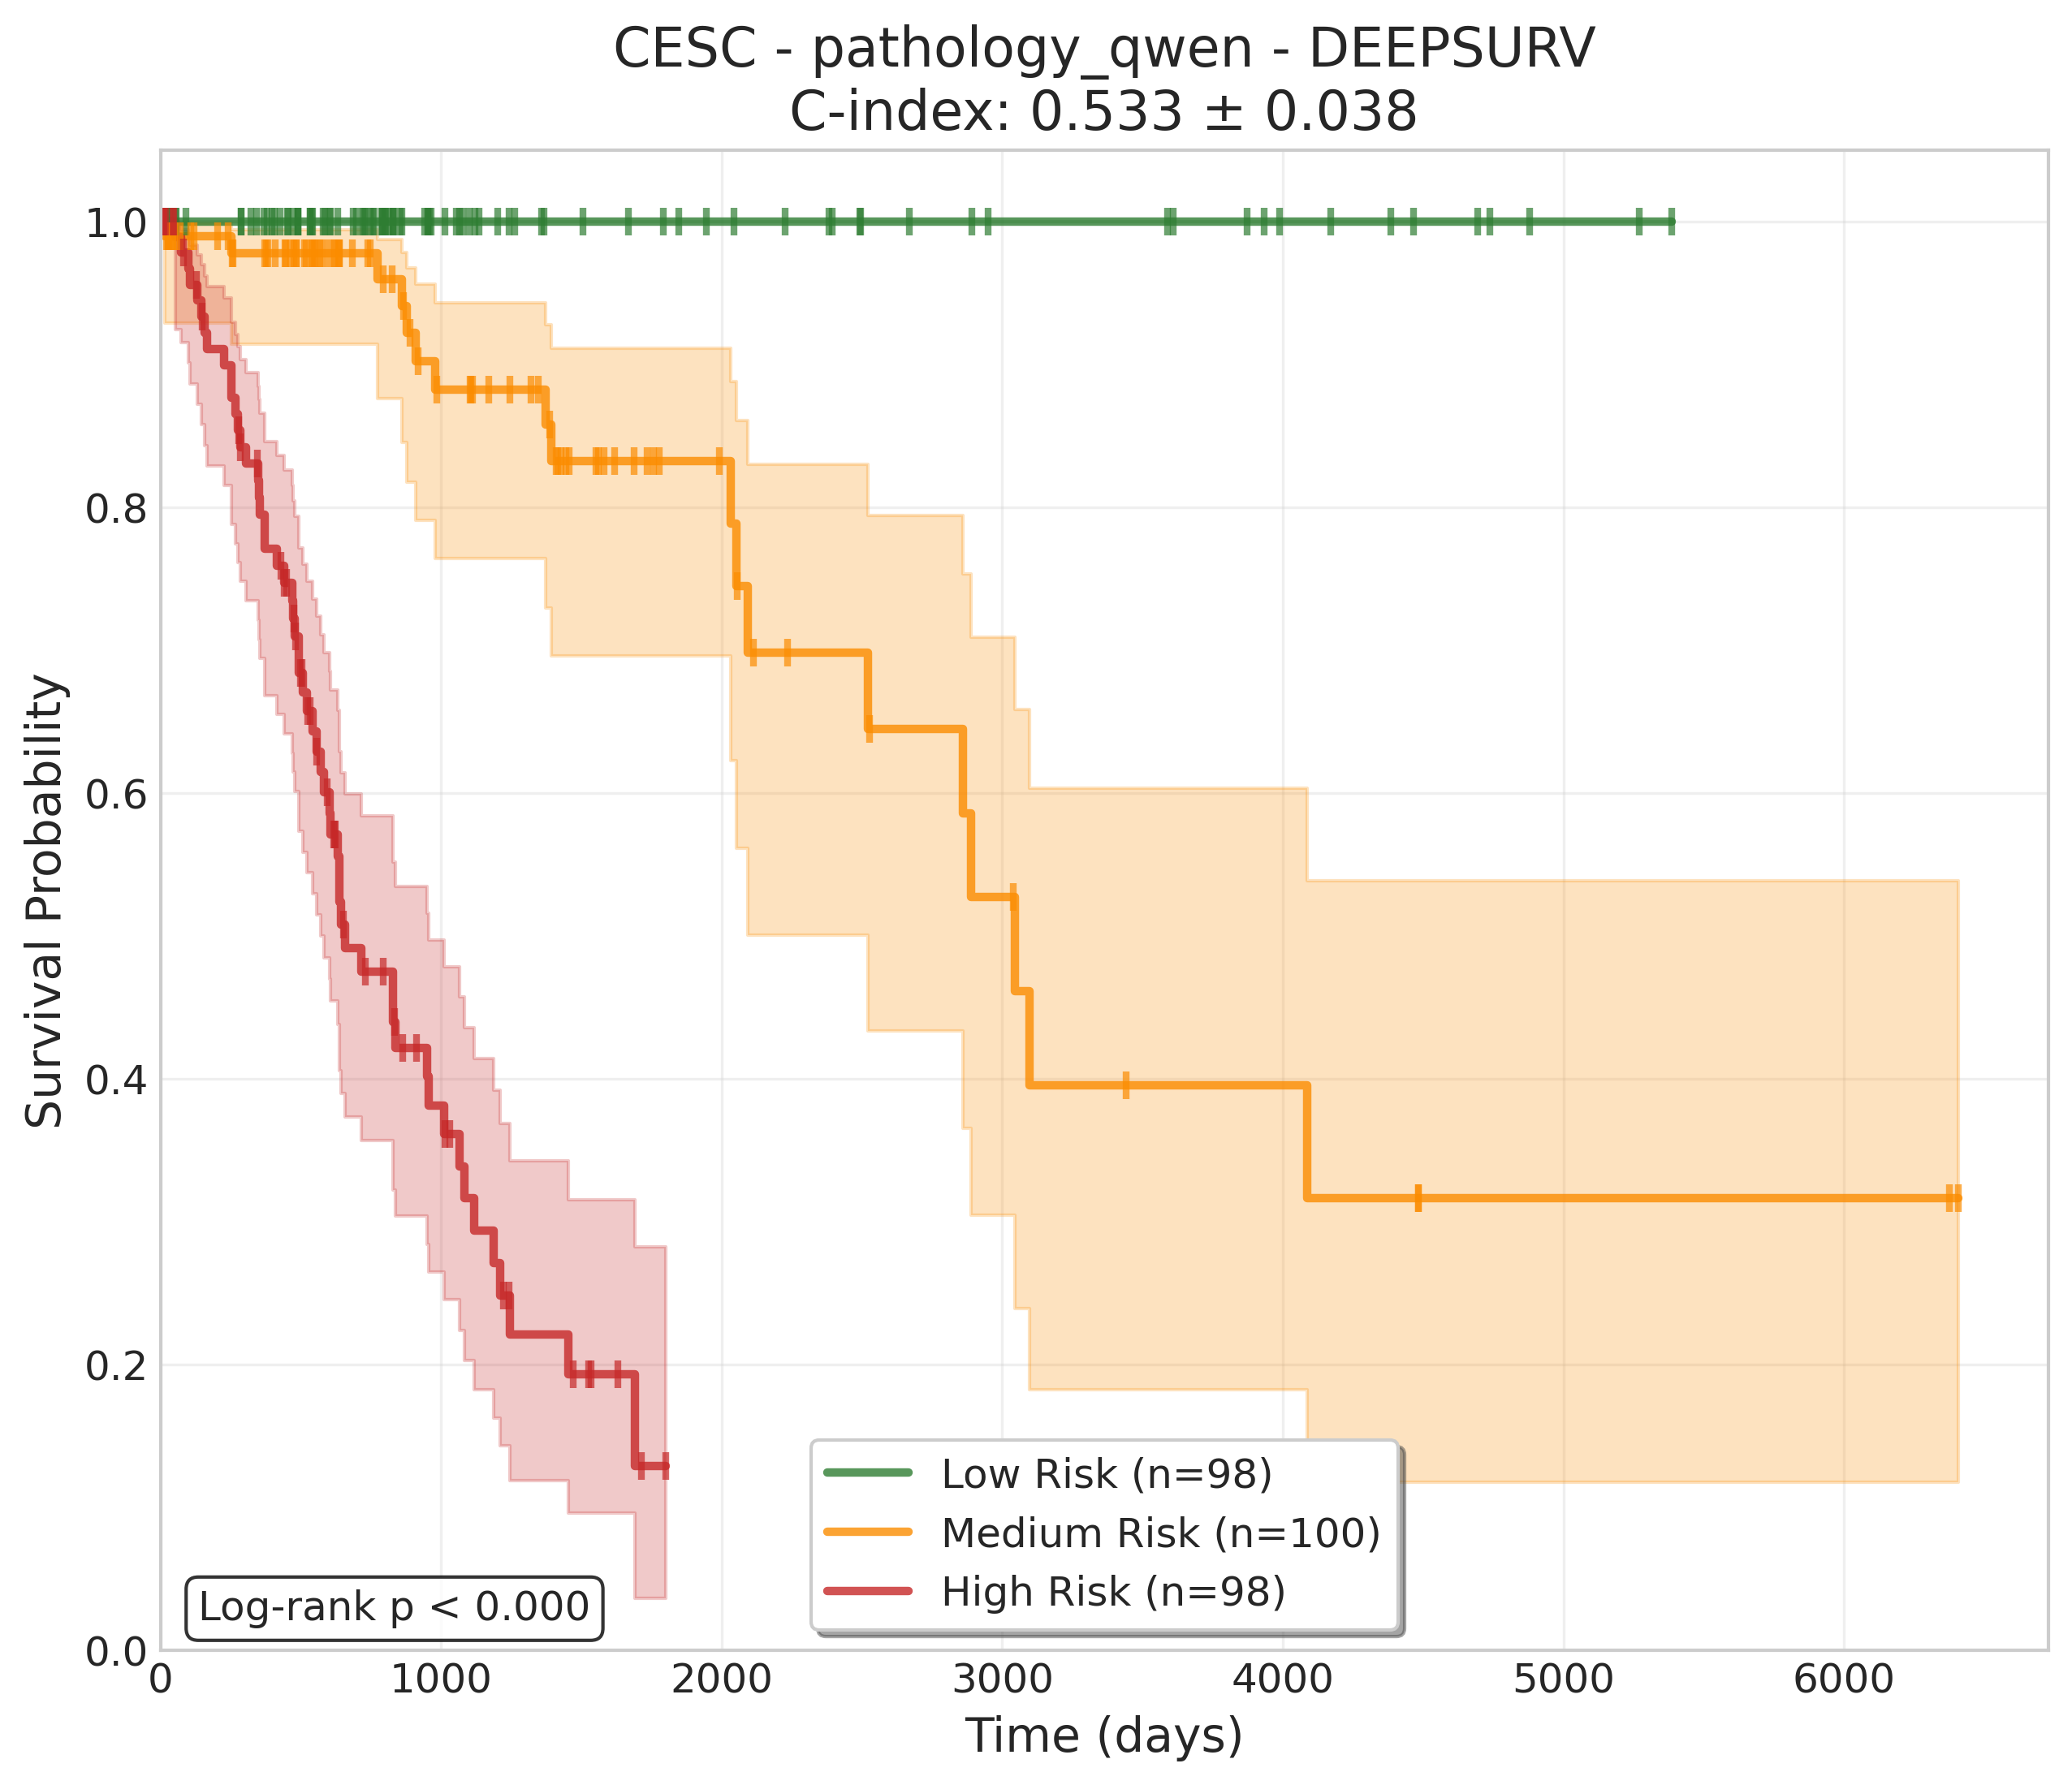 CESC - pathology_qwen - DEEPSURV
C-index: 0.533 ± 0.038
Survival Probability
1.0
0.8
0.6
0.4
0.2
0.0
0 1000 2000 3000 4000 5000 6000
Time (days)
Log-rank p < 0.000
Low Risk (n=98)
Medium Risk (n=100)
High Risk (n=98)